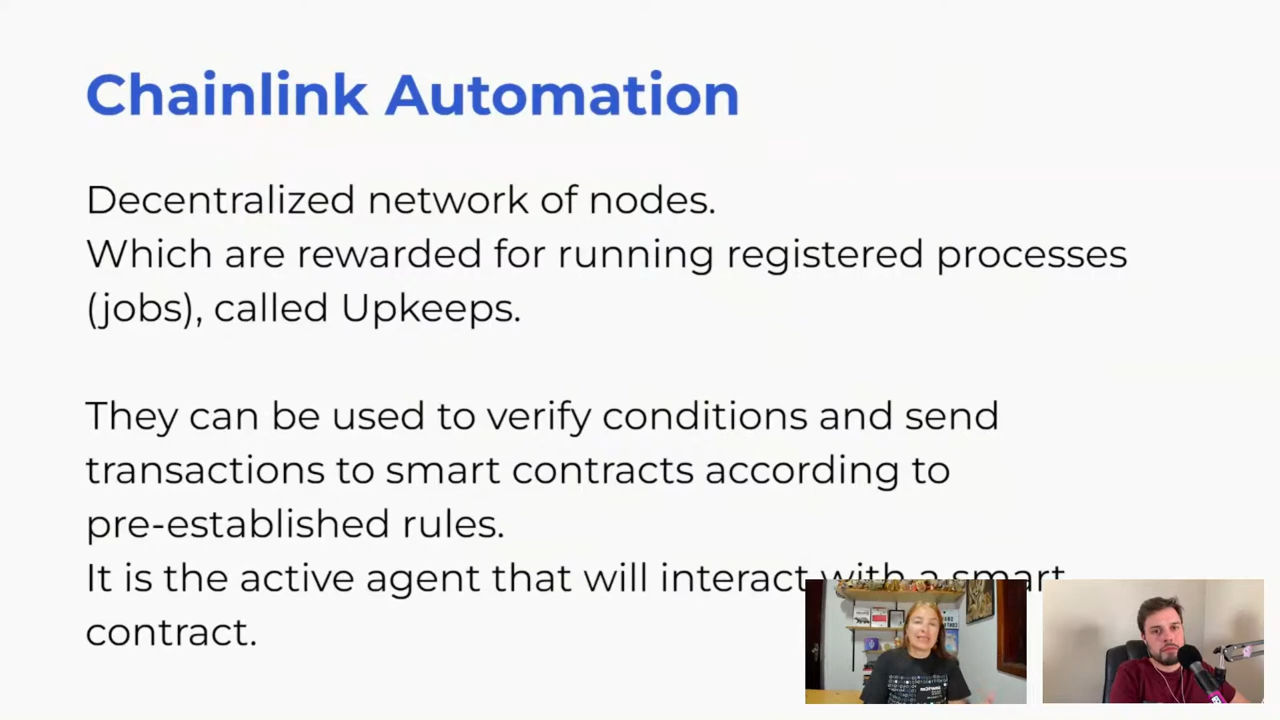 Chainlink Automation
Decentralized network of nodes.
Which are rewarded for running registered processes
(jobs), called Upkeeps.
They can be used to verify conditions and send
transactions to smart contracts according to
pre-established rules.
It is the active agent that will interact with a smart
contract.